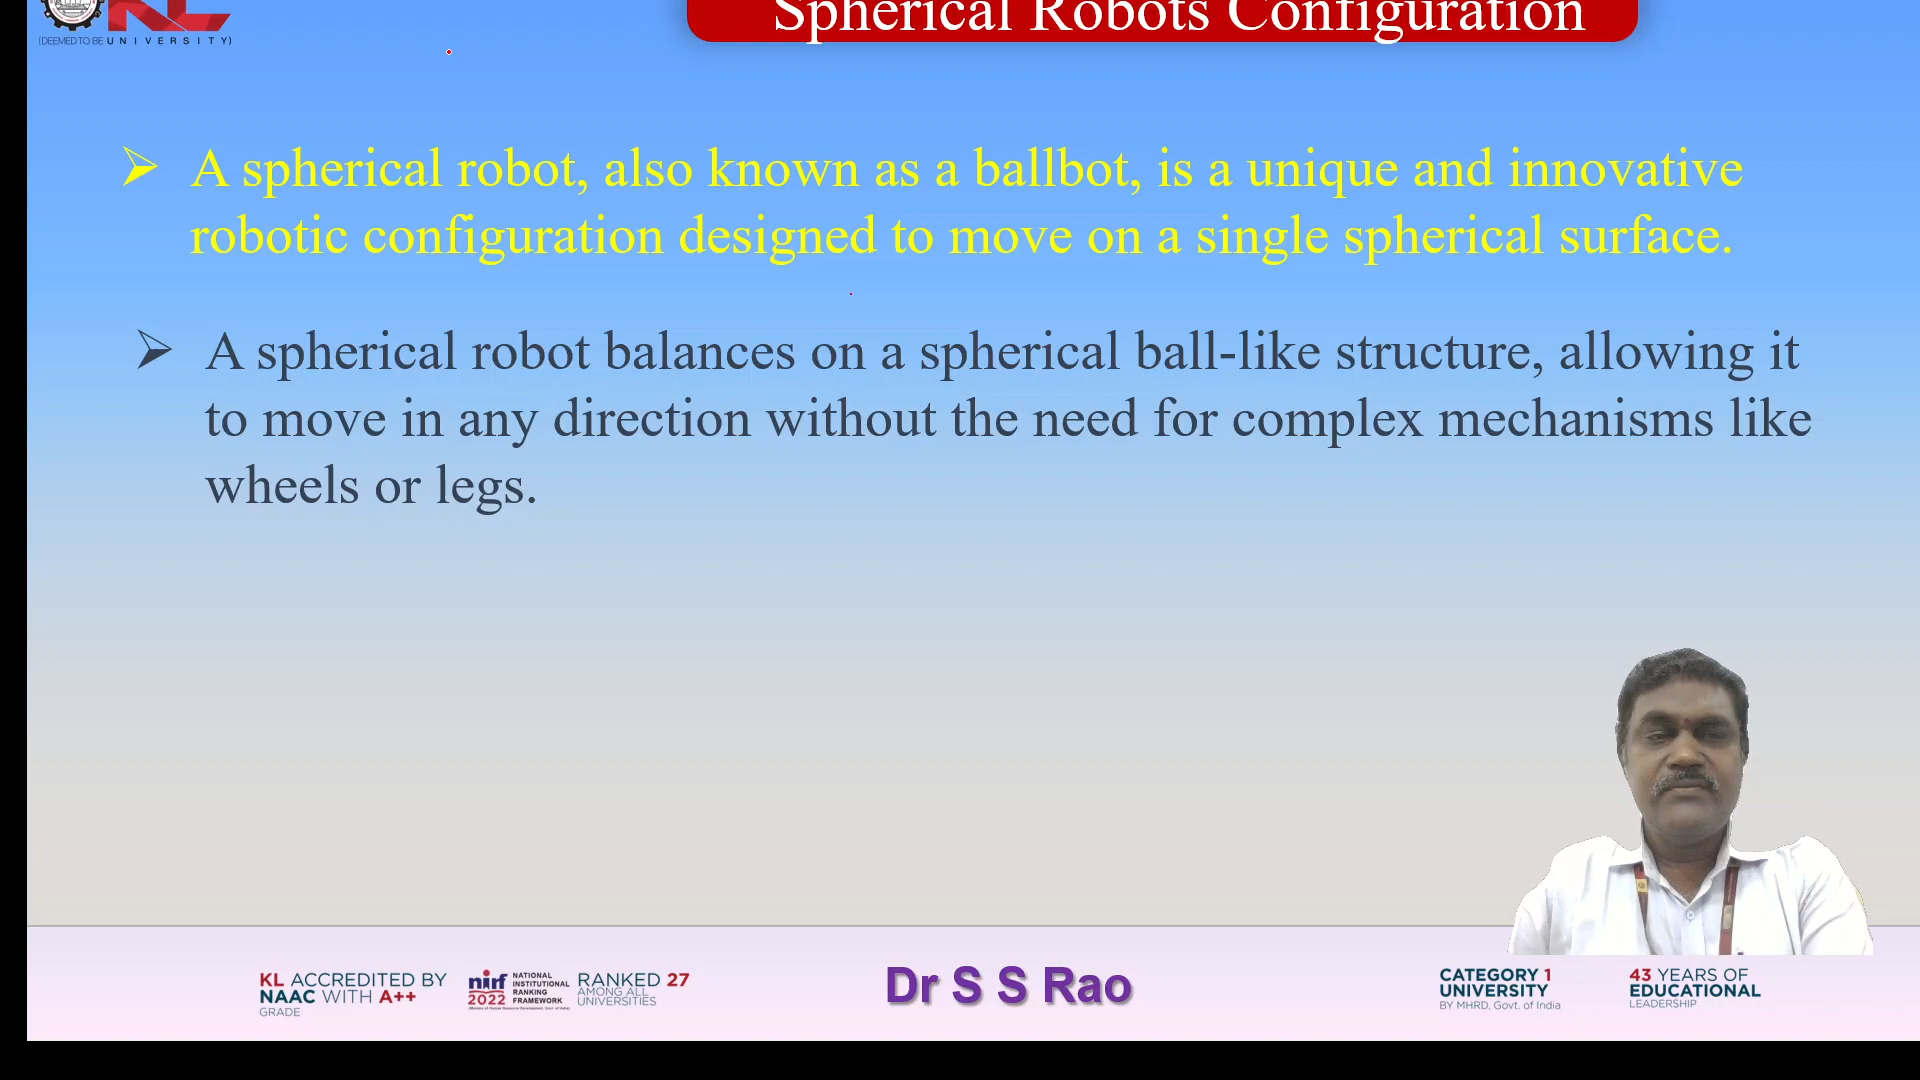 KL
(DEEMED TO BE UNIVERSITY)
Spherical Robots Configuration
➢ A spherical robot, also known as a ballbot, is a unique and innovative
robotic configuration designed to move on a single spherical surface.
➢ A spherical robot balances on a spherical ball-like structure, allowing it
to move in any direction without the need for complex mechanisms like
wheels or legs.
KL ACCREDITED BY
NAAC WITH A++
GRADE
nirf
2022
NATIONAL
INSTITUTIONAL
RANKING
FRAMEWORK
RANKED 27
AMONG ALL
UNIVERSITIES
Dr S S Rao
CATEGORY 1
UNIVERSITY
BY MHRD, Govt. of India
43 YEARS OF
EDUCATIONAL
LEADERSHIP